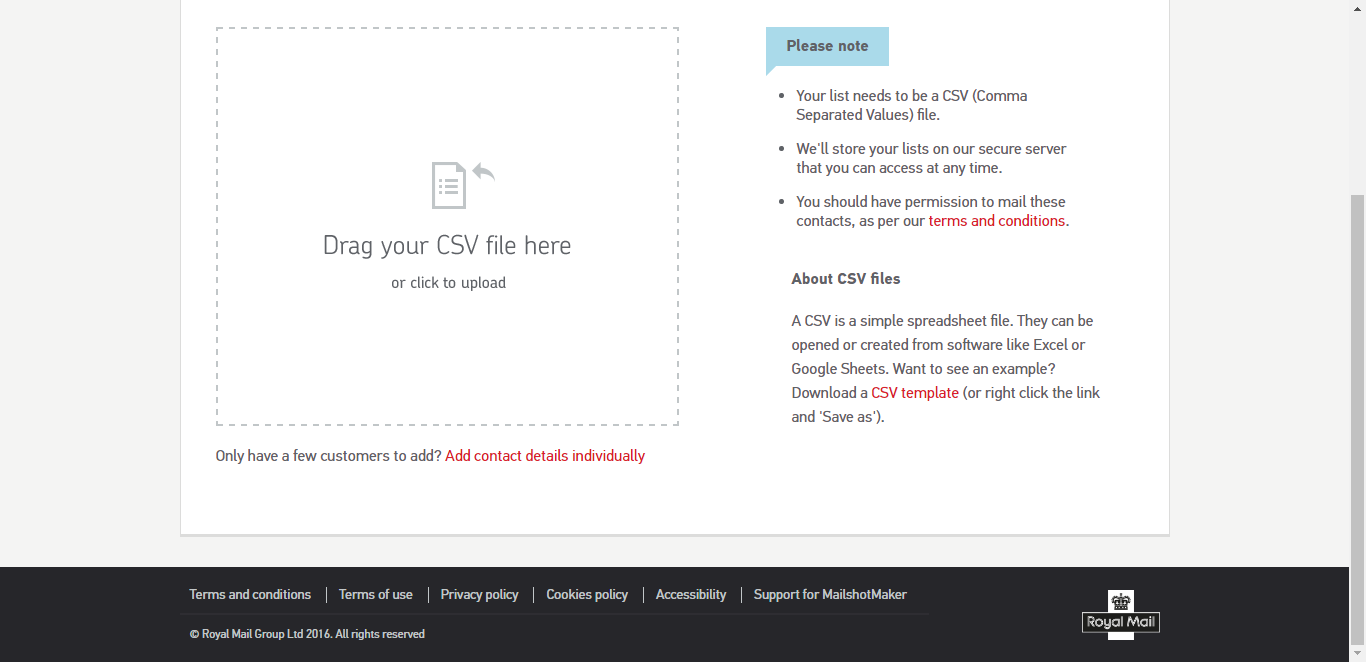 Drag your CSV file here
or click to upload
Only have a few customers to add? Add contact details individually
Please note
Your list needs to be a CSV (Comma
Separated Values) file.
We'll store your lists on our secure server
that you can access at any time.
You should have permission to mail these
contacts, as per our terms and conditions.
About CSV files
A CSV is a simple spreadsheet file. They can be
opened or created from software like Excel or
Google Sheets. Want to see an example?
Download a CSV template (or right click the link
and 'Save as').
Terms and conditions Terms of use Privacy policy Cookies policy Accessibility Support for MailshotMaker
© Royal Mail Group Ltd 2016. All rights reserved
Royal Mail